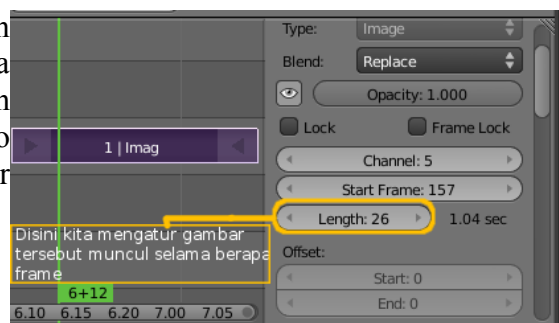 n
a
n
o
r
1 | Imag
Disini kita mengatur gambar
tersebut muncul selama berapa
frame
6+12
6.10 6.15 6.20 7.00 7.05
Type: Image
Blend: Replace
Opacity: 1.000
Lock Frame Lock
Channel: 5
Start Frame: 157
Length: 26 1.04 sec
Offset:
Start: 0
End: 0